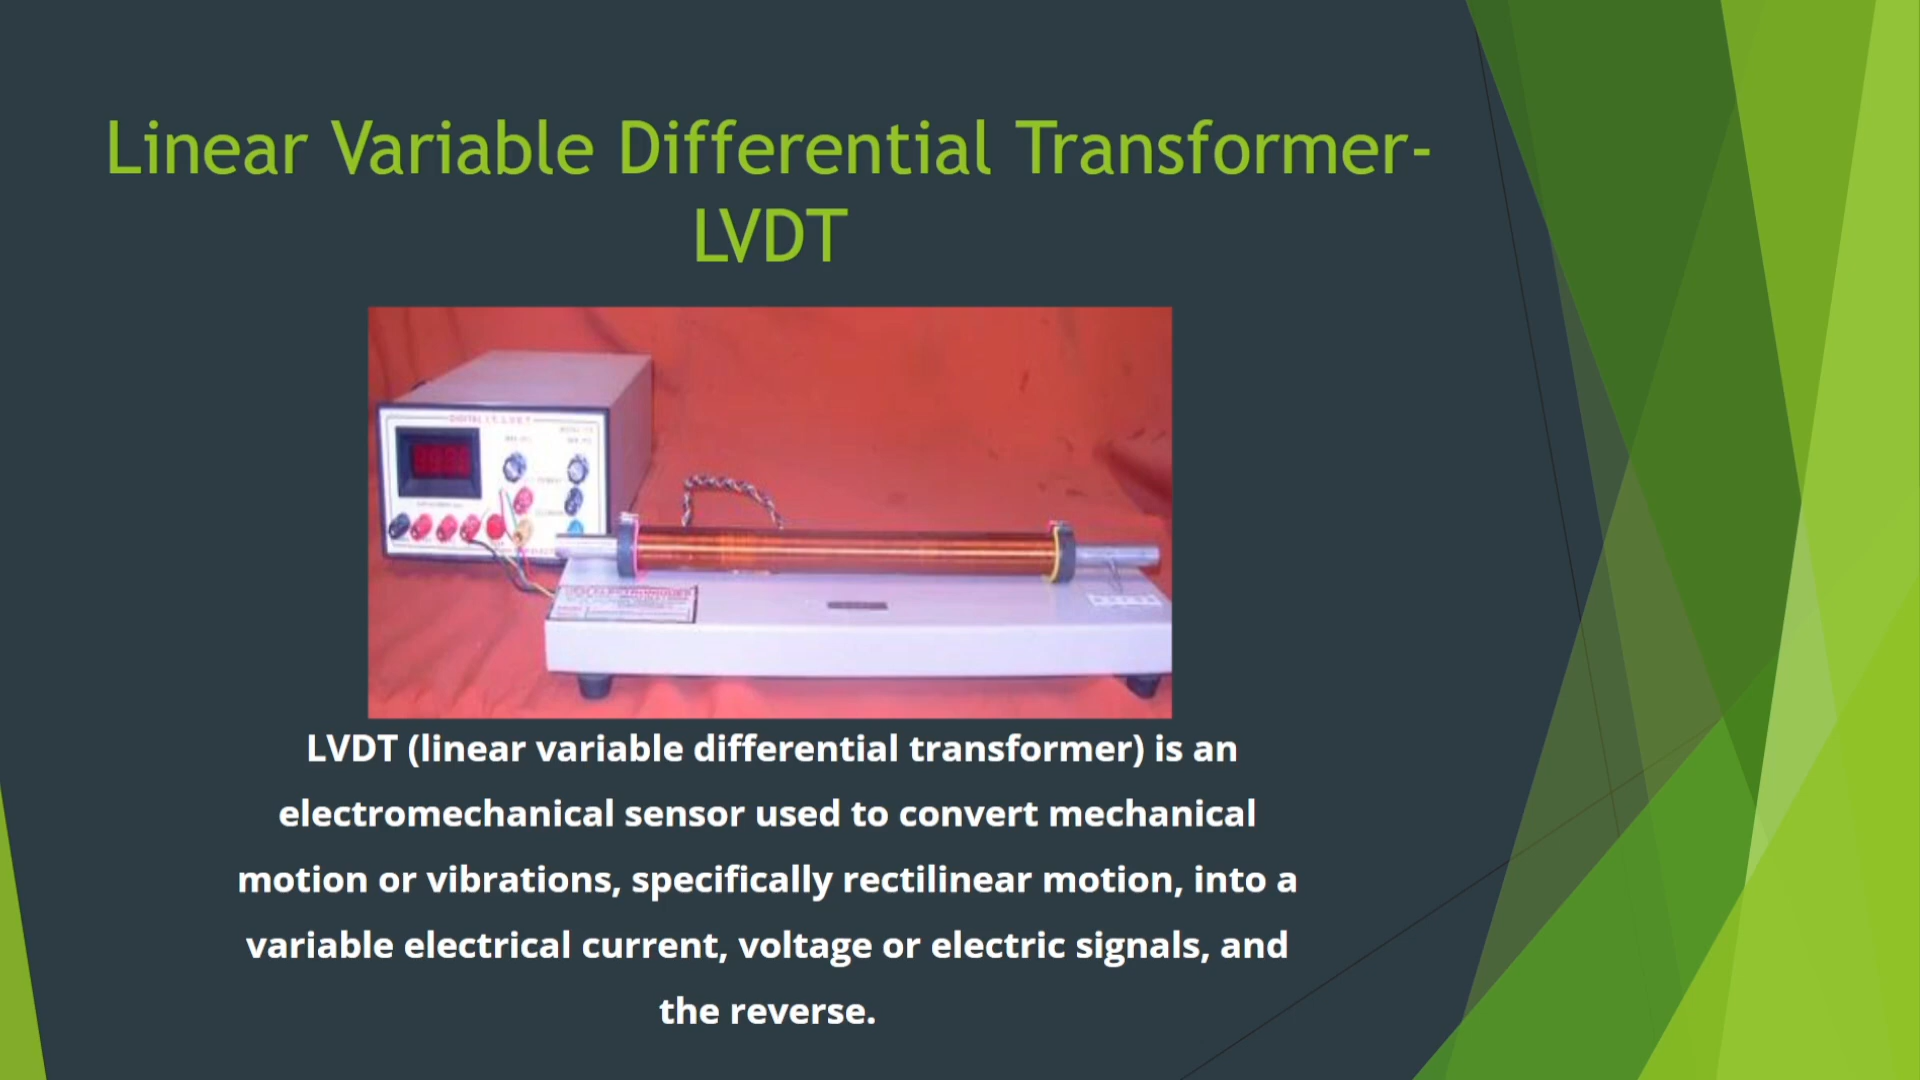 Linear Variable Differential Transformer-
LVDT
LVDT (linear variable differential transformer) is an
electromechanical sensor used to convert mechanical
motion or vibrations, specifically rectilinear motion, into a
variable electrical current, voltage or electric signals, and
the reverse.